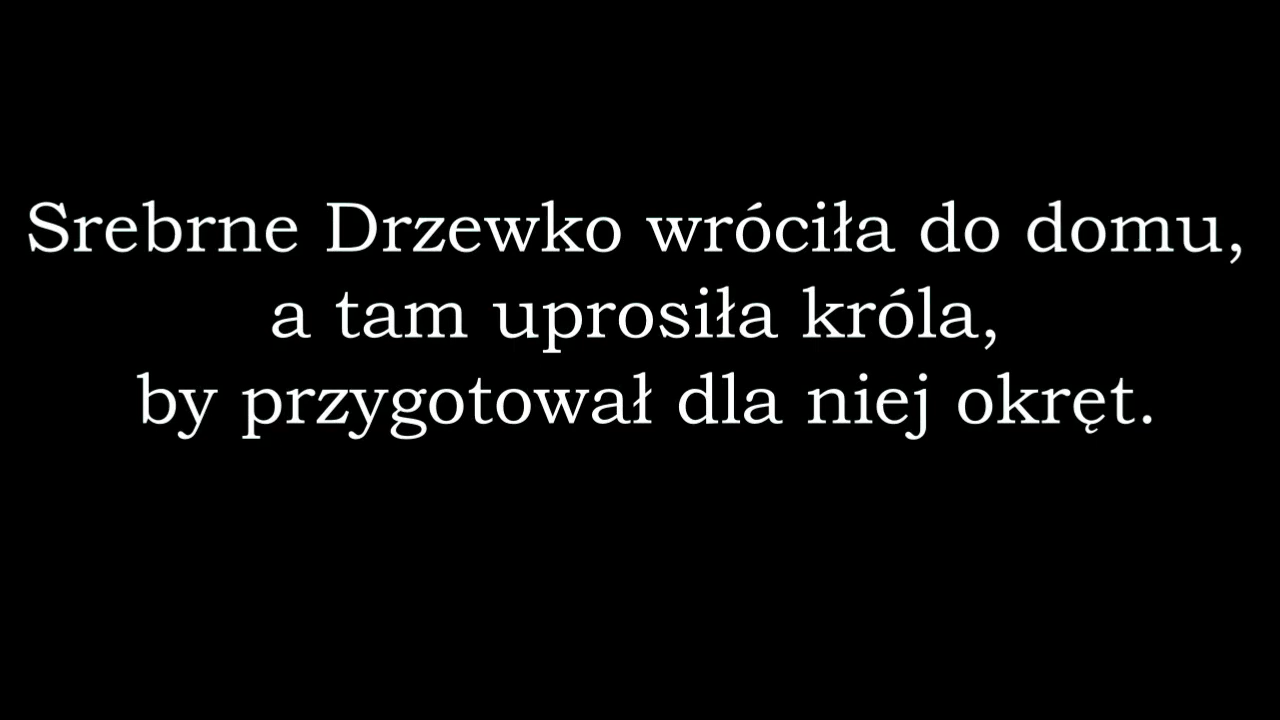 Srebrne Drzewko wróciła do domu,
a tam uprosiła króla,
by przygotował dla niej okręt.